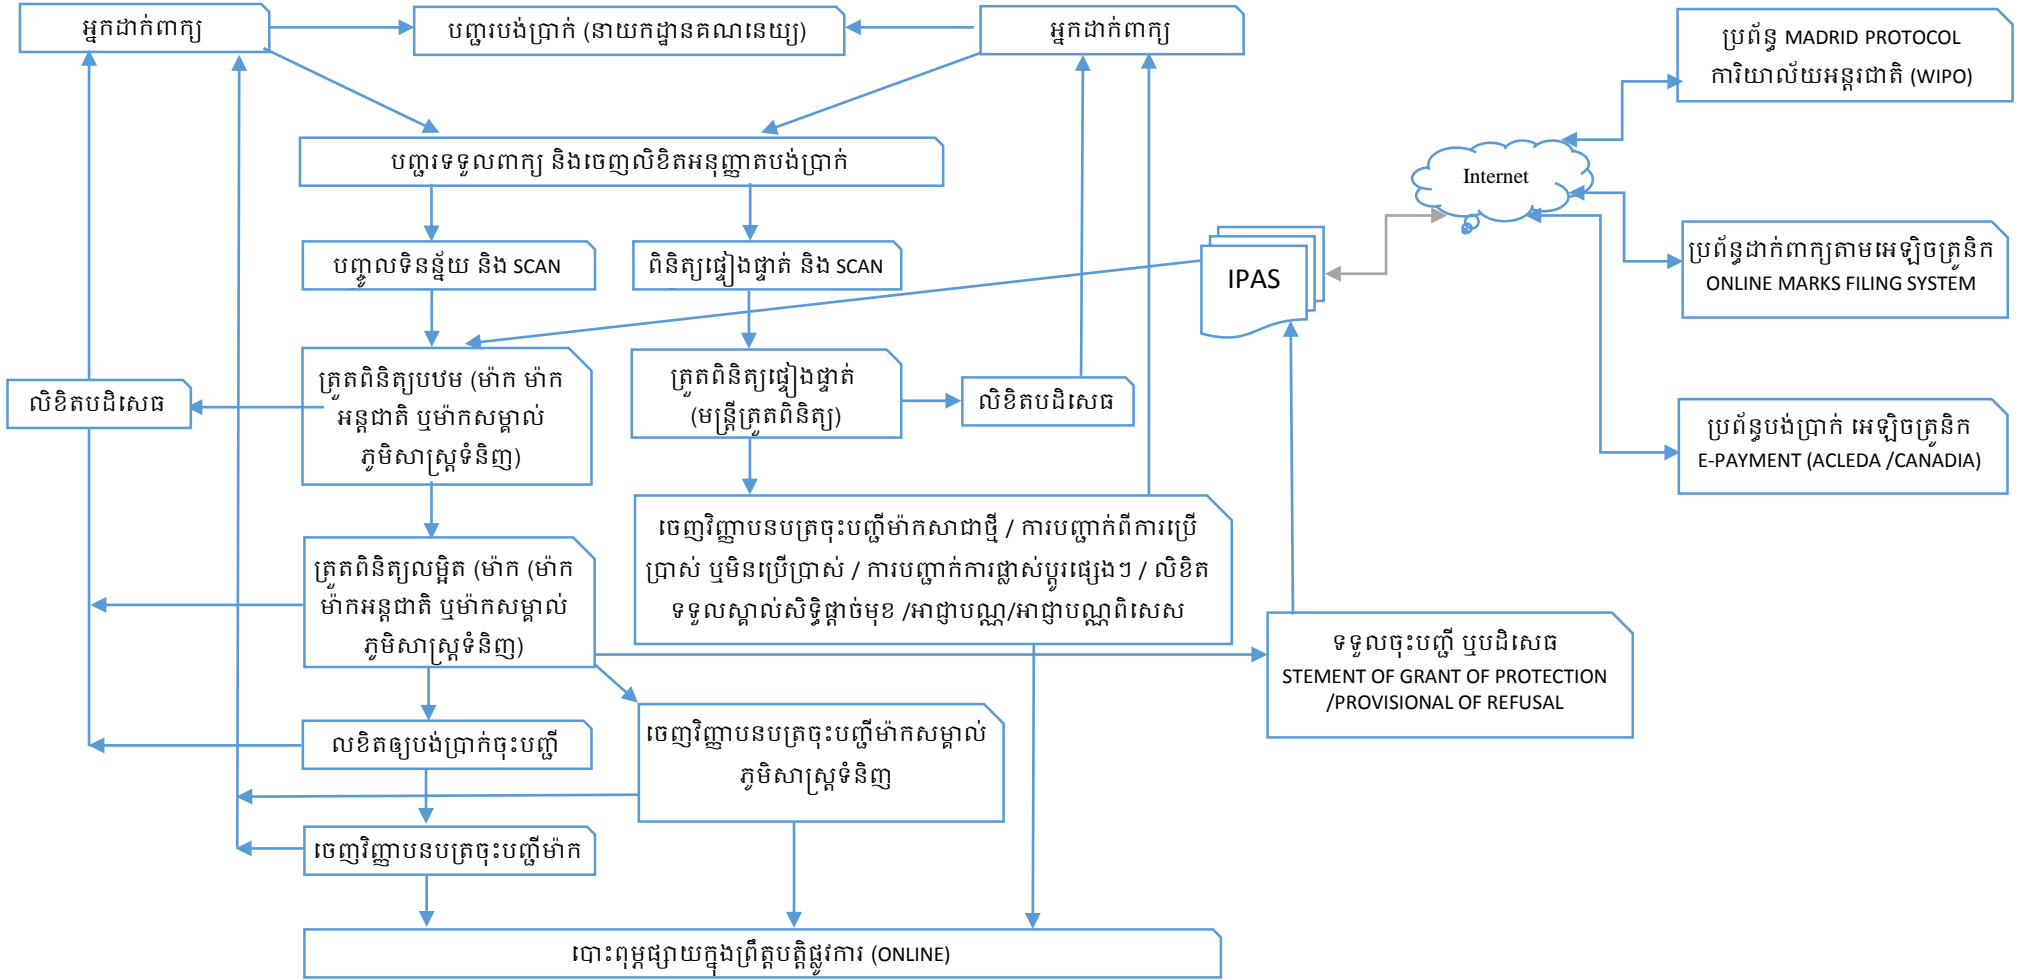 អ្នកដាក់ពាក្យ
បញ្ជរបង់ប្រាក់ (នាយកដ្ឋានគណនេយ្យ)
អ្នកដាក់ពាក្យ
ប្រព័ន្ធ MADRID PROTOCOL
ការិយាល័យអន្តរជាតិ (WIPO)
បញ្ជរទទួលពាក្យ និងចេញលិខិតអនុញ្ញាតបង់ប្រាក់
Internet
បញ្ចូលទិនន្ន័យ និង SCAN
ពិនិត្យផ្ទៀងផ្ទាត់ និង SCAN
IPAS
ប្រព័ន្ធដាក់ពាក្យតាមអេឡិចត្រូនិក
ONLINE MARKS FILING SYSTEM
ត្រួតពិនិត្យបឋម (ម៉ាក ម៉ាក
អន្តជាតិ ឬម៉ាកសម្គាល់
ភូមិសាស្ត្រទំនិញ)
ត្រួតពិនិត្យផ្ទៀងផ្ទាត់
(មន្ត្រីត្រួតពិនិត្យ)
លិខិតបដិសេធ
លិខិតបដិសេធ
ប្រព័ន្ធបង់ប្រាក់ អេឡិចត្រូនិក
E-PAYMENT (ACLEDA /CANADIA)
ចេញវិញ្ញាបនបត្រចុះបញ្ជីម៉ាកសាជាថ្មី / ការបញ្ជាក់ពីការប្រើ
ប្រាស់ ឬមិនប្រើប្រាស់ / ការបញ្ជាក់ការផ្លាស់ប្តូរផ្សេងៗ / លិខិត
ទទួលស្គាល់សិទ្ធិផ្តាច់មុខ /អាជ្ញាបណ្ណ/អាជ្ញាបណ្ណពិសេស
ត្រួតពិនិត្យលម្អិត (ម៉ាក (ម៉ាក
ម៉ាកអន្តជាតិ ឬម៉ាកសម្គាល់
ភូមិសាស្ត្រទំនិញ)
ទទួលចុះបញ្ជី ឬបដិសេធ
STEMENT OF GRANT OF PROTECTION
/PROVISIONAL OF REFUSAL
លខិតឲ្យបង់ប្រាក់ចុះបញ្ជី
ចេញវិញ្ញាបនបត្រចុះបញ្ជីម៉ាកសម្គាល់
ភូមិសាស្ត្រទំនិញ
ចេញវិញ្ញាបនបត្រចុះបញ្ជីម៉ាក
បោះពុម្ពផ្សាយក្នុងព្រឹត្តបត្តិផ្លូវការ (ONLINE)